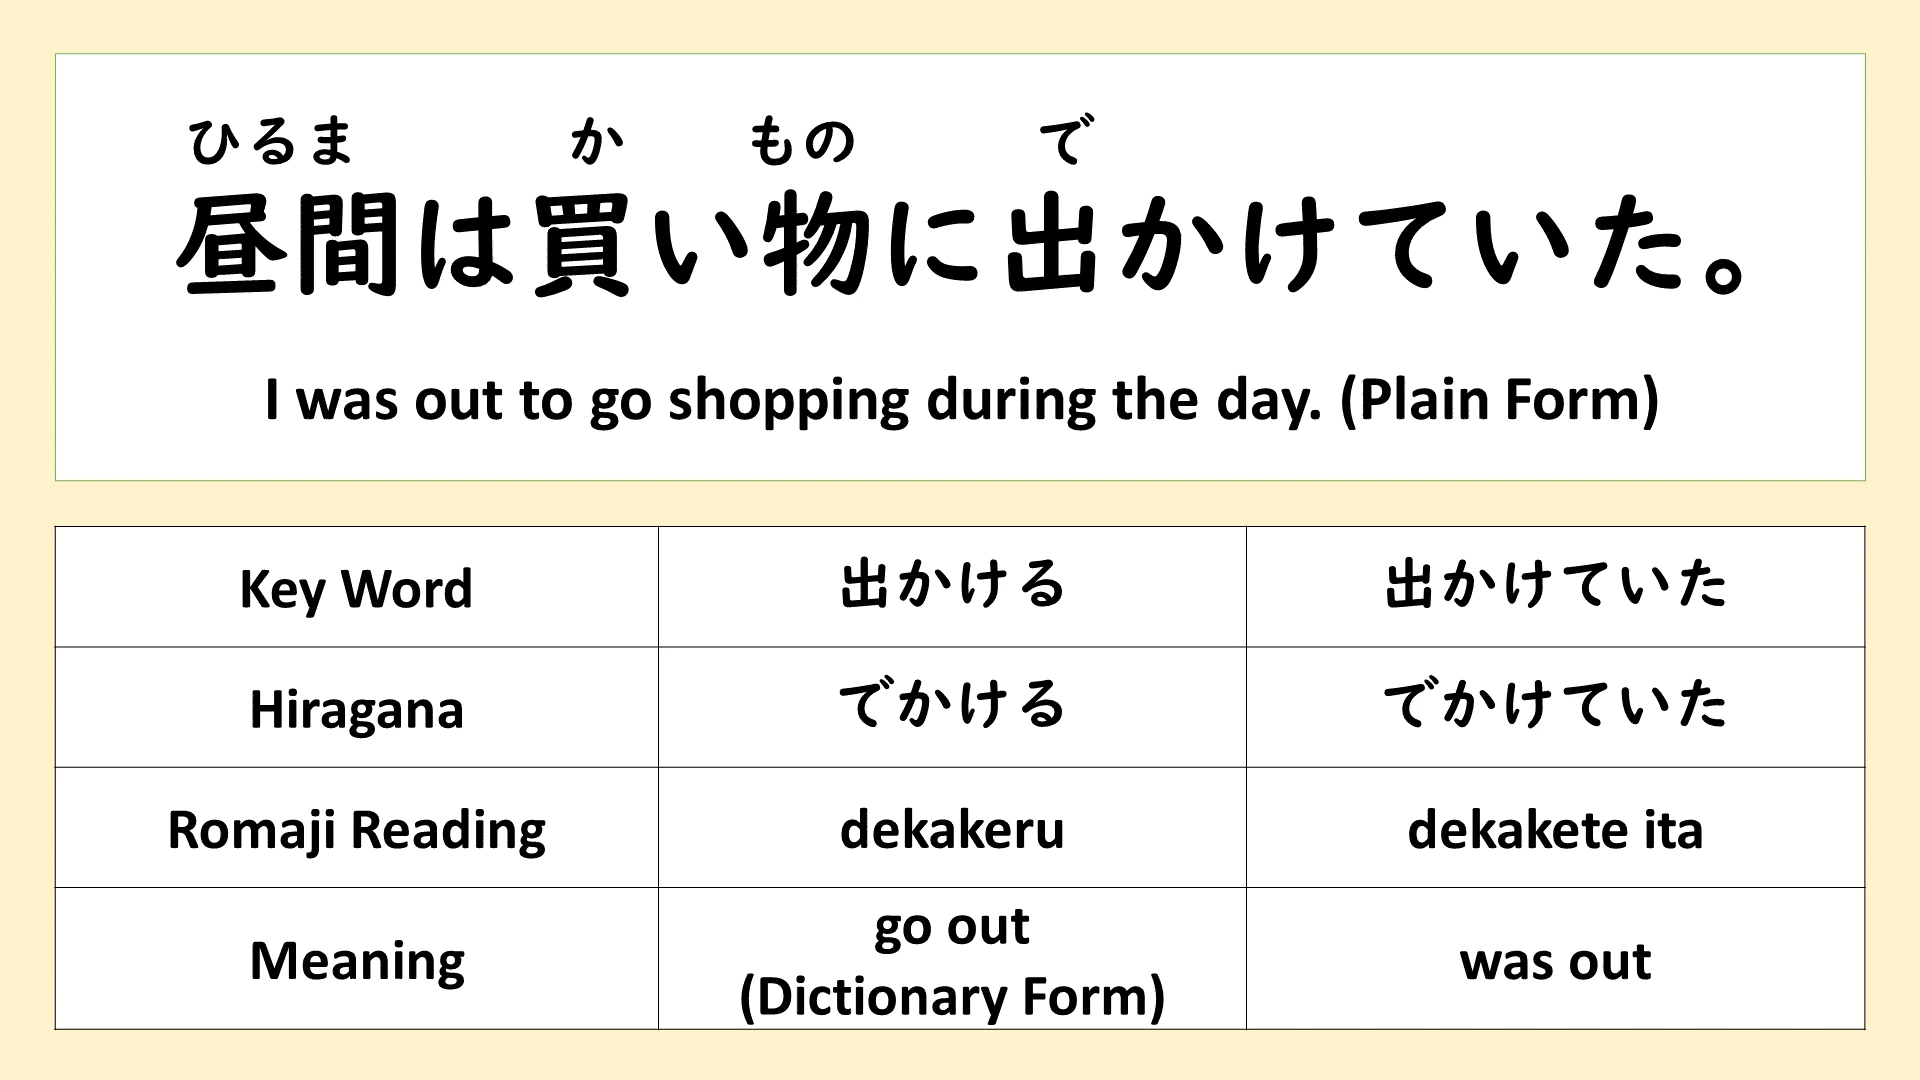 ひるま か もの で
昼間は買い物に出かけていた。
I was out to go shopping during the day. (Plain Form)
Key Word 出かける 出かけていた
Hiragana でかける でかけていた
Romaji Reading dekakeru dekakete ita
Meaning go out (Dictionary Form) was out